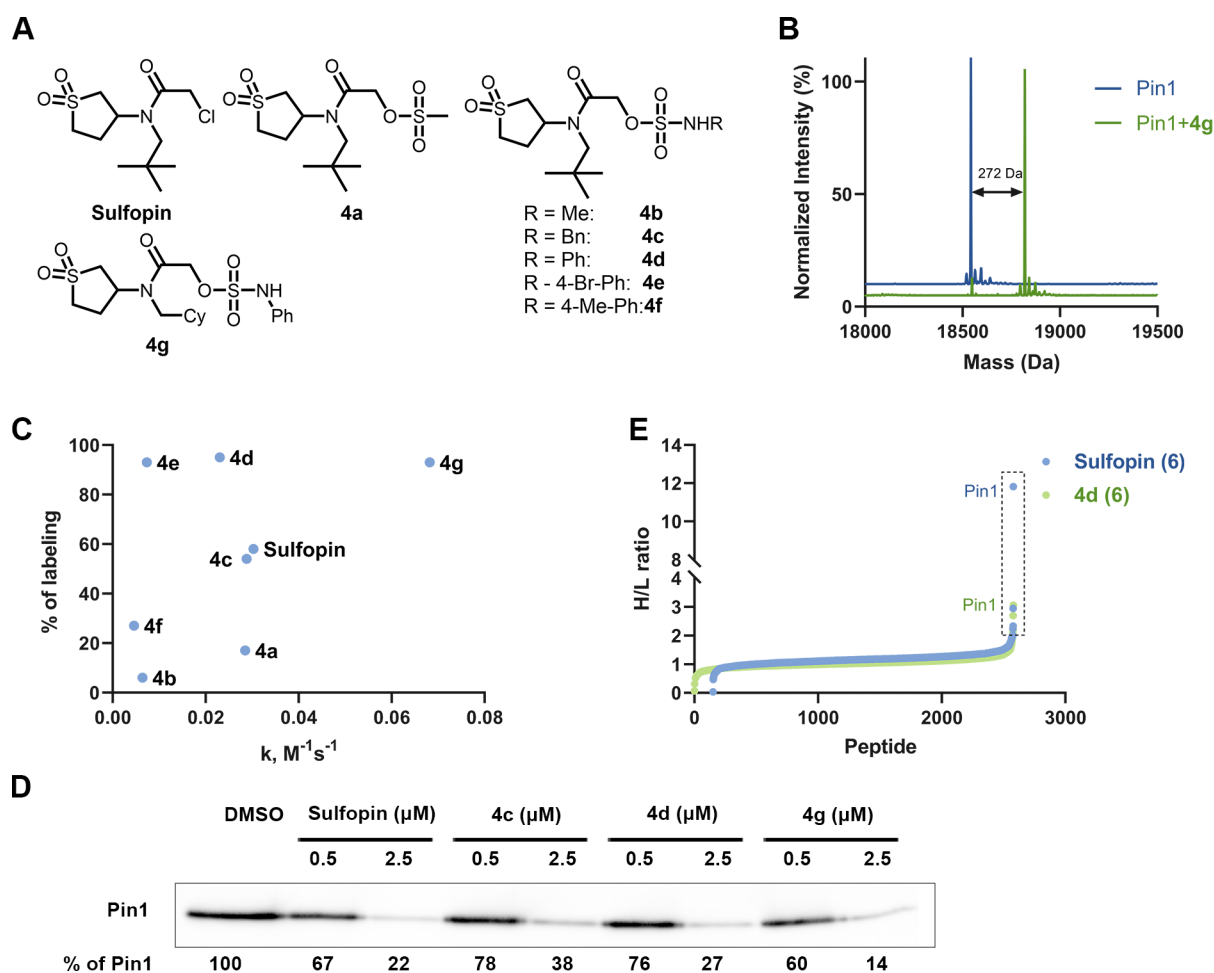 A
O
O
S
O
N
Cl
Sulfopin
O
O
S
O
N
O
O
S
O
4a
O
O
S
O
N
O
O
S
O
NHR
R = Me: 4b
R = Bn: 4c
R = Ph: 4d
R - 4-Br-Ph: 4e
R = 4-Me-Ph:4f
O
O
S
O
N
Cy
O
O
S
O
NH
Ph
4g
B
Normalized Intensity (%)
100
50
0
18000 18500 19000 19500
Mass (Da)
272 Da
Pin1
Pin1+4g
C
% of labeling
100
80
60
40
20
0
0.00 0.02 0.04 0.06 0.08
k, M⁻¹s⁻¹
4e
4d
4g
Sulfopin
4c
4f
4a
4b
E
H/L ratio
14
12
10
8
4
3
2
1
0
0 1000 2000 3000
Peptide
Pin1
Pin1
Sulfopin (6)
4d (6)
D
DMSO Sulfopin (μM) 4c (μM) 4d (μM) 4g (μM)
0.5 2.5 0.5 2.5 0.5 2.5 0.5 2.5
Pin1
% of Pin1 100 67 22 78 38 76 27 60 14